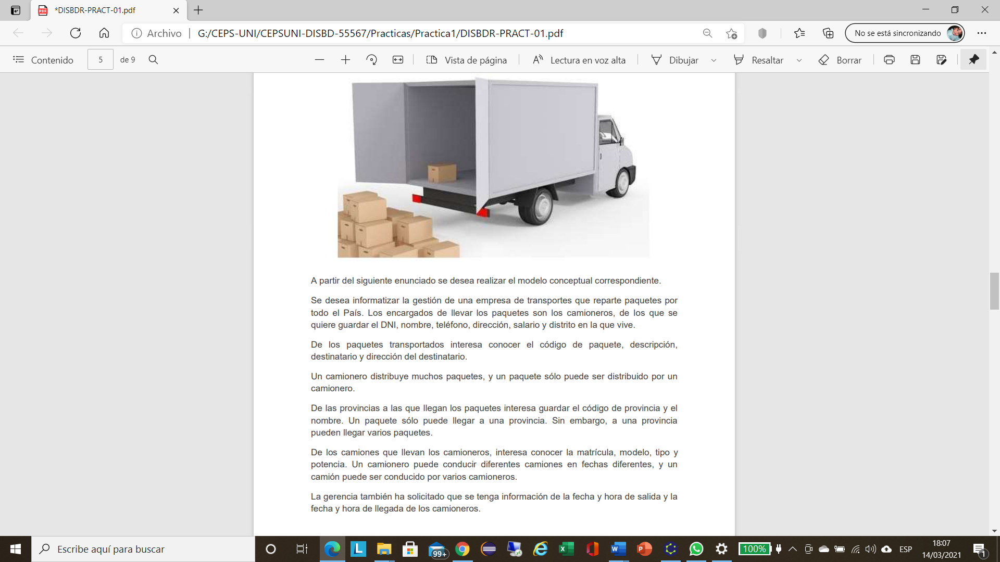 *DISBDR-PRACT-01.pdf
Archivo | G:/CEPS-UNI/CEPSUNI-DISBD-55567/Practicas/Practica1/DISBDR-PRACT-01.pdf
No se está sincronizando
Contenido 5 de 9 Vista de página Lectura en voz alta Dibujar Resaltar Borrar
A partir del siguiente enunciado se desea realizar el modelo conceptual correspondiente.
Se desea informatizar la gestión de una empresa de transportes que reparte paquetes por
todo el País. Los encargados de llevar los paquetes son los camioneros, de los que se
quiere guardar el DNI, nombre, teléfono, dirección, salario y distrito en la que vive.
De los paquetes transportados interesa conocer el código de paquete, descripción,
destinatario y dirección del destinatario.
Un camionero distribuye muchos paquetes, y un paquete sólo puede ser distribuido por un
camionero.
De las provincias a las que llegan los paquetes interesa guardar el código de provincia y el
nombre. Un paquete sólo puede llegar a una provincia. Sin embargo, a una provincia
pueden llegar varios paquetes.
De los camiones que llevan los camioneros, interesa conocer la matrícula, modelo, tipo y
potencia. Un camionero puede conducir diferentes camiones en fechas diferentes, y un
camión puede ser conducido por varios camioneros.
La gerencia también ha solicitado que se tenga información de la fecha y hora de salida y la
fecha y hora de llegada de los camioneros.
Escribe aquí para buscar
L
99+
100%
ESP
18:07
14/03/2021
1